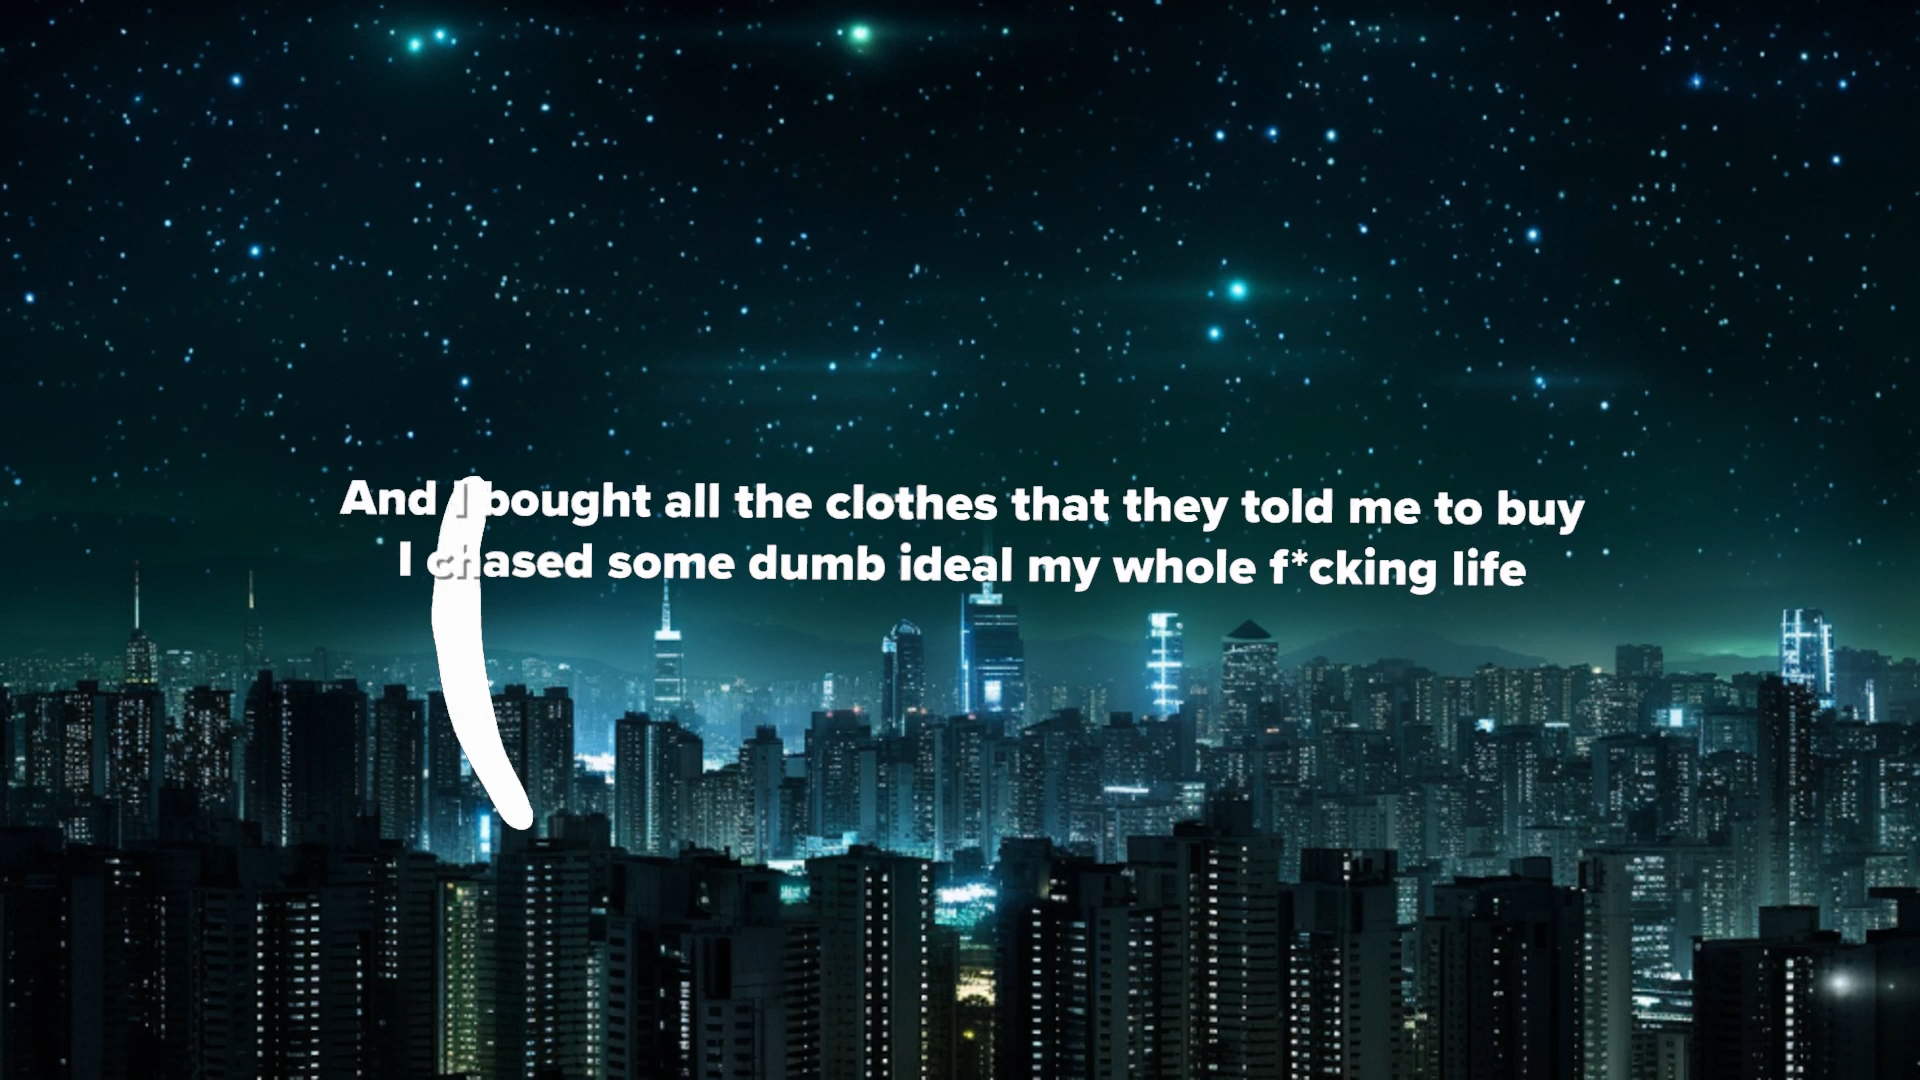 And I bought all the clothes that they told me to buy
I chased some dumb ideal my whole f*cking life